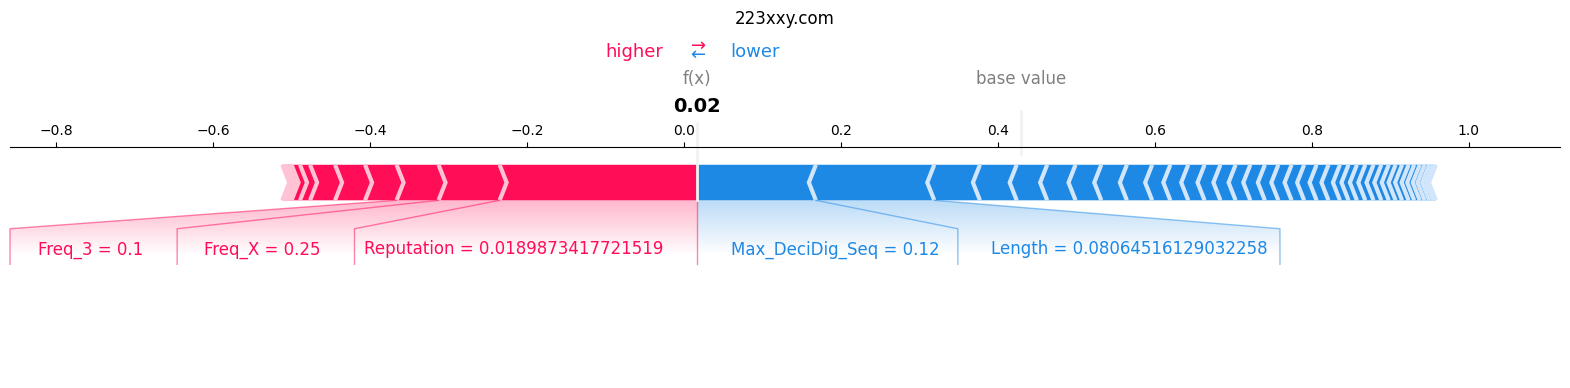 223xxy.com
higher → ← lower
f(x) base value
0.02
−0.8 −0.6 −0.4 −0.2 0.0 0.2 0.4 0.6 0.8 1.0
Freq_3 = 0.1 Freq_X = 0.25 Reputation = 0.0189873417721519 Max_DeciDig_Seq = 0.12 Length = 0.08064516129032258